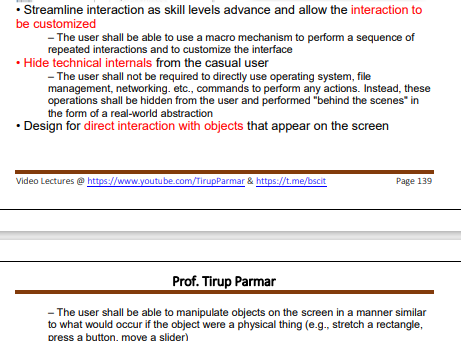 • Streamline interaction as skill levels advance and allow the interaction to
be customized
– The user shall be able to use a macro mechanism to perform a sequence of
repeated interactions and to customize the interface
• Hide technical internals from the casual user
– The user shall not be required to directly use operating system, file
management, networking. etc., commands to perform any actions. Instead, these
operations shall be hidden from the user and performed "behind the scenes" in
the form of a real-world abstraction
• Design for direct interaction with objects that appear on the screen
Video Lectures @ https://www.youtube.com/TirupParmar & https://t.me/bscit Page 139
Prof. Tirup Parmar
– The user shall be able to manipulate objects on the screen in a manner similar
to what would occur if the object were a physical thing (e.g., stretch a rectangle,
press a button, move a slider)